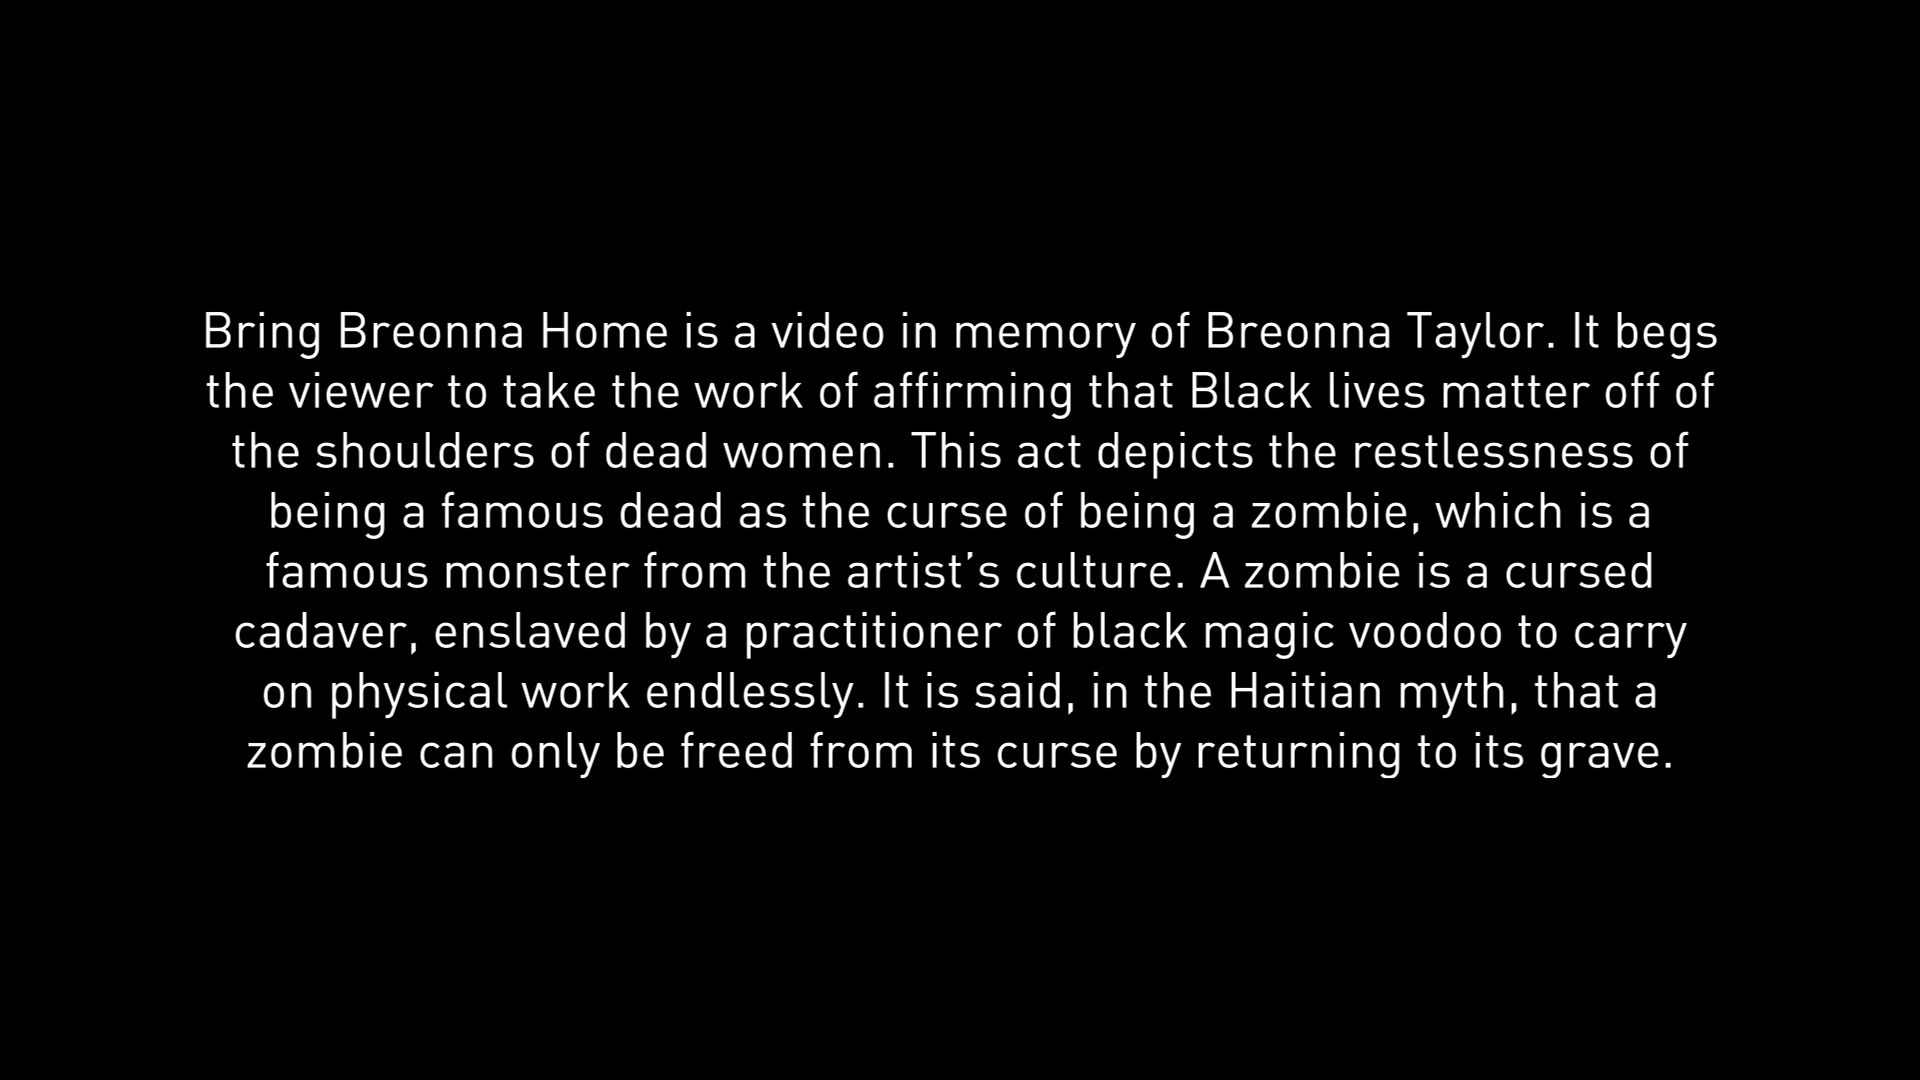 Bring Breonna Home is a video in memory of Breonna Taylor. It begs
the viewer to take the work of affirming that Black lives matter off of
the shoulders of dead women. This act depicts the restlessness of
being a famous dead as the curse of being a zombie, which is a
famous monster from the artist’s culture. A zombie is a cursed
cadaver, enslaved by a practitioner of black magic voodoo to carry
on physical work endlessly. It is said, in the Haitian myth, that a
zombie can only be freed from its curse by returning to its grave.